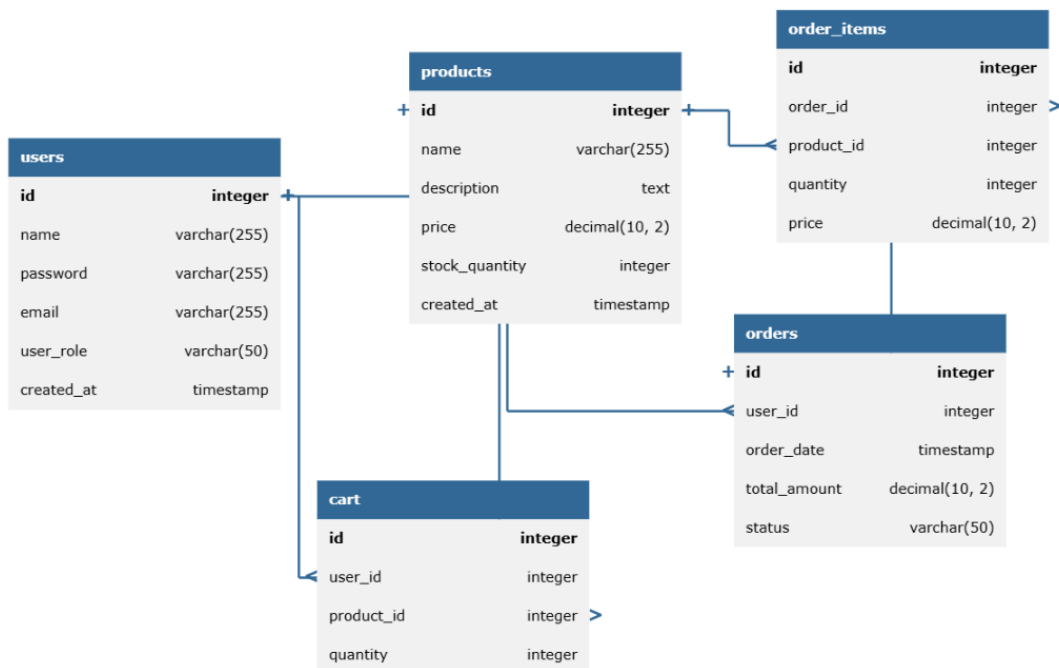 users
id integer
name varchar(255)
password varchar(255)
email varchar(255)
user_role varchar(50)
created_at timestamp
products
id integer
name varchar(255)
description text
price decimal(10, 2)
stock_quantity integer
created_at timestamp
order_items
id integer
order_id integer
product_id integer
quantity integer
price decimal(10, 2)
orders
id integer
user_id integer
order_date timestamp
total_amount decimal(10, 2)
status varchar(50)
cart
id integer
user_id integer
product_id integer
quantity integer